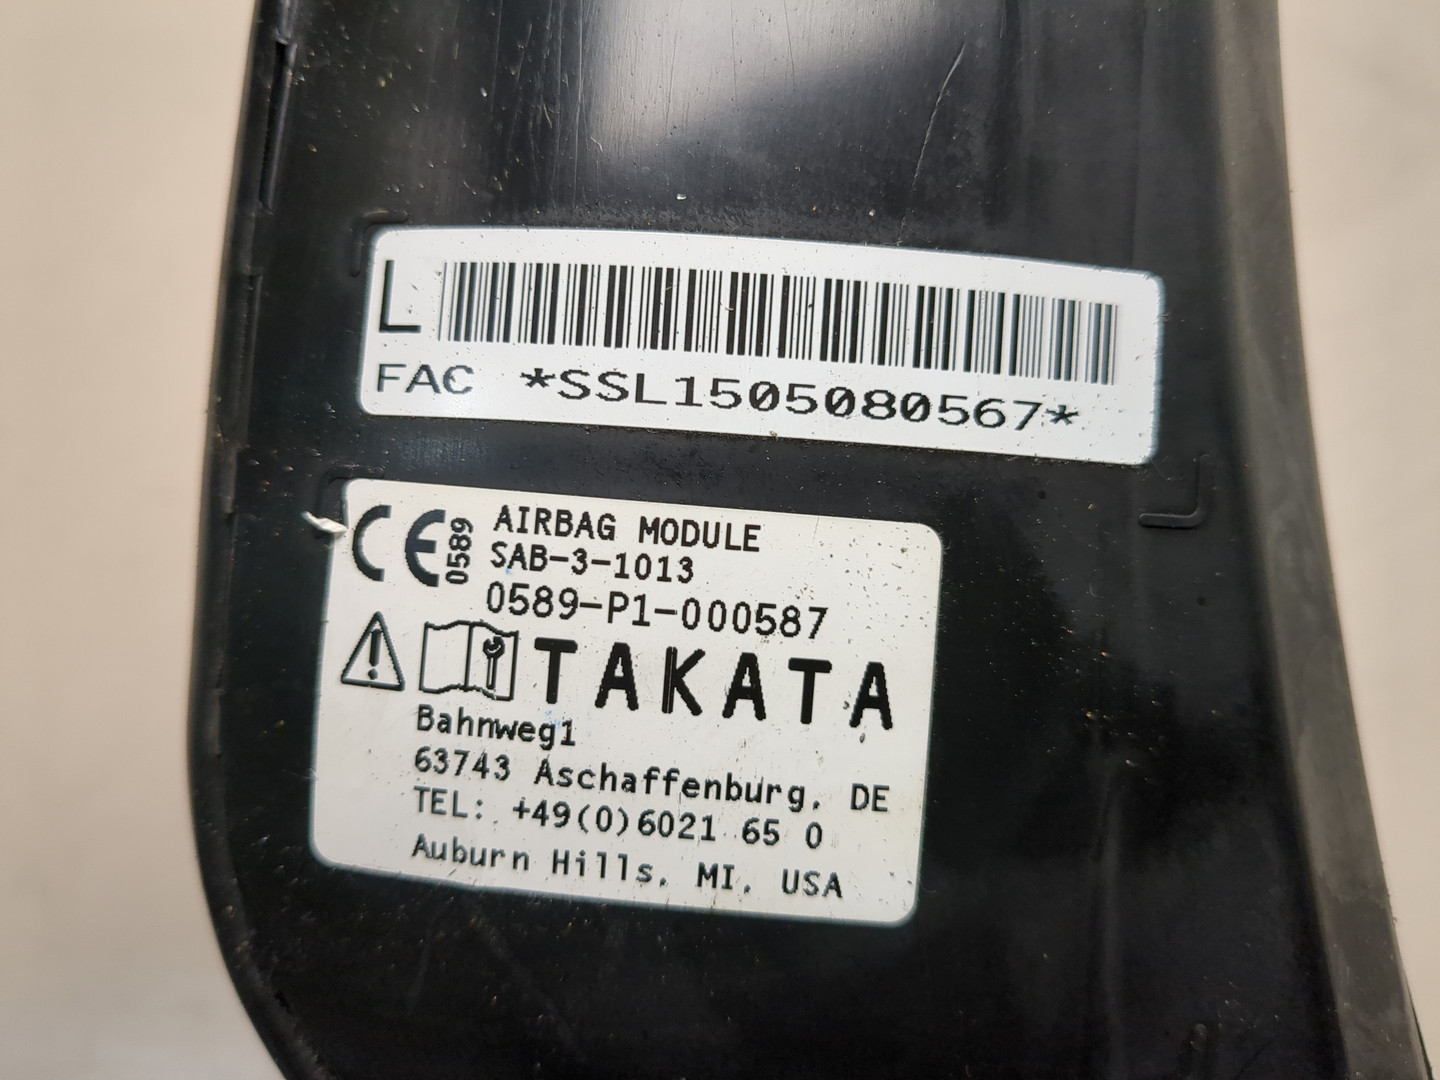 L
FAC *SSL1505080567*
CE 0589
AIRBAG MODULE
SAB-3-1013
0589-P1-000587
TAKATA
Bahnweg1
63743 Aschaffenburg, DE
TEL: +49(0)6021 65 0
Auburn Hills, MI, USA